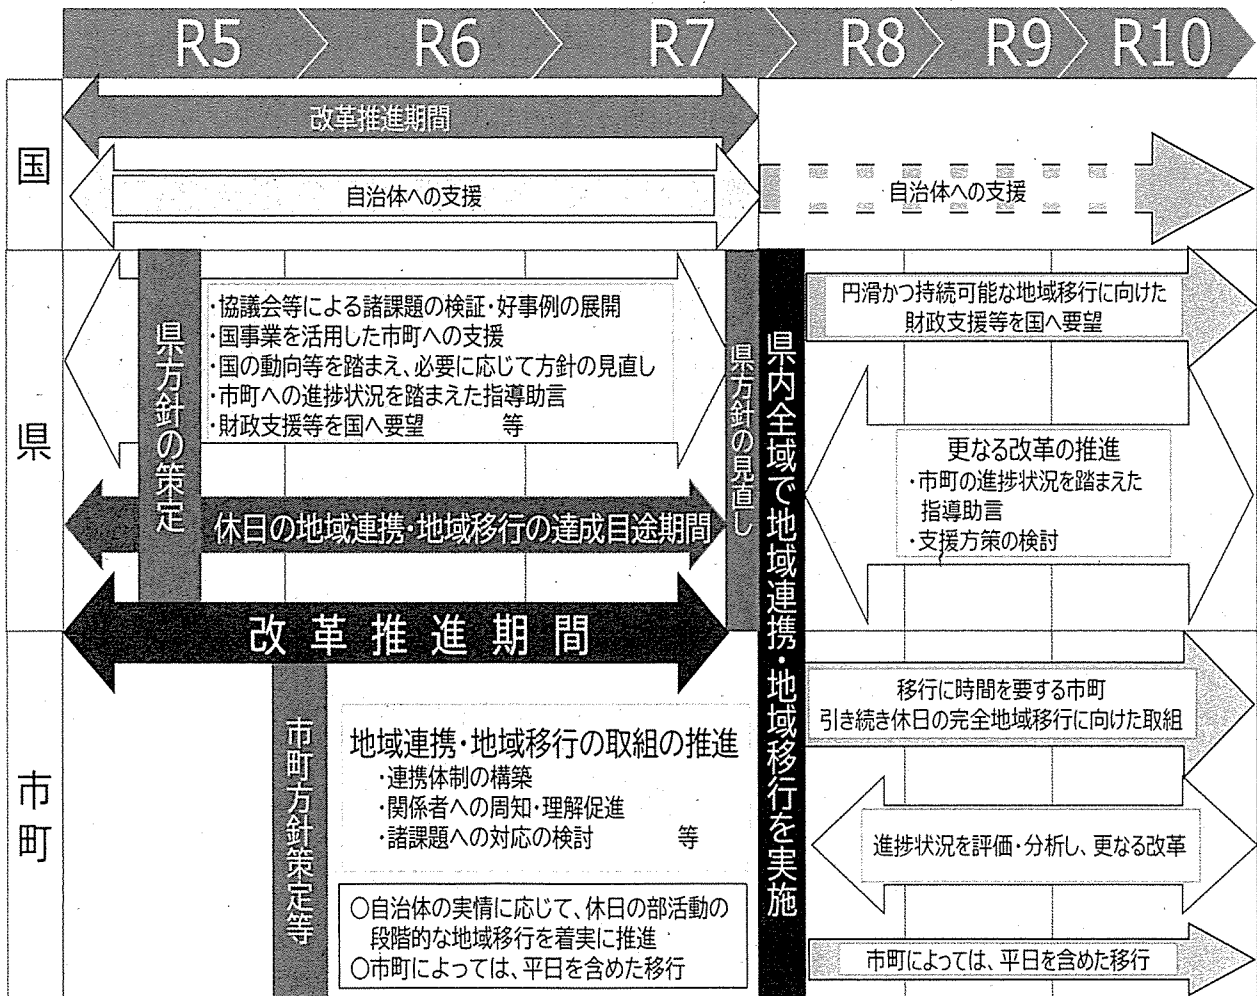 R5 R6 R7 R8 R9 R10
国
改革推進期間
自治体への支援
自治体への支援
県
県方針の策定
・協議会等による諸課題の検証・好事例の展開
・国事業を活用した市町への支援
・国の動向等を踏まえ、必要に応じて方針の見直し
・市町への進捗状況を踏まえた指導助言
・財政支援等を国へ要望　　　等
県方針の見直し
休日の地域連携・地域移行の達成目途期間
改革推進期間
県内全域で地域連携・地域移行を実施
円滑かつ持続可能な地域移行に向けた
財政支援等を国へ要望
更なる改革の推進
・市町の進捗状況を踏まえた
指導助言
・支援方策の検討
市町
市町方針策定等
地域連携・地域移行の取組の推進
・連携体制の構築
・関係者への周知・理解促進
・諸課題への対応の検討　　　等
〇自治体の実情に応じて、休日の部活動の
段階的な地域移行を着実に推進
〇市町によっては、平日を含めた移行
移行に時間を要する市町
引き続き休日の完全地域移行に向けた取組
進捗状況を評価・分析し、更なる改革
市町によっては、平日を含めた移行